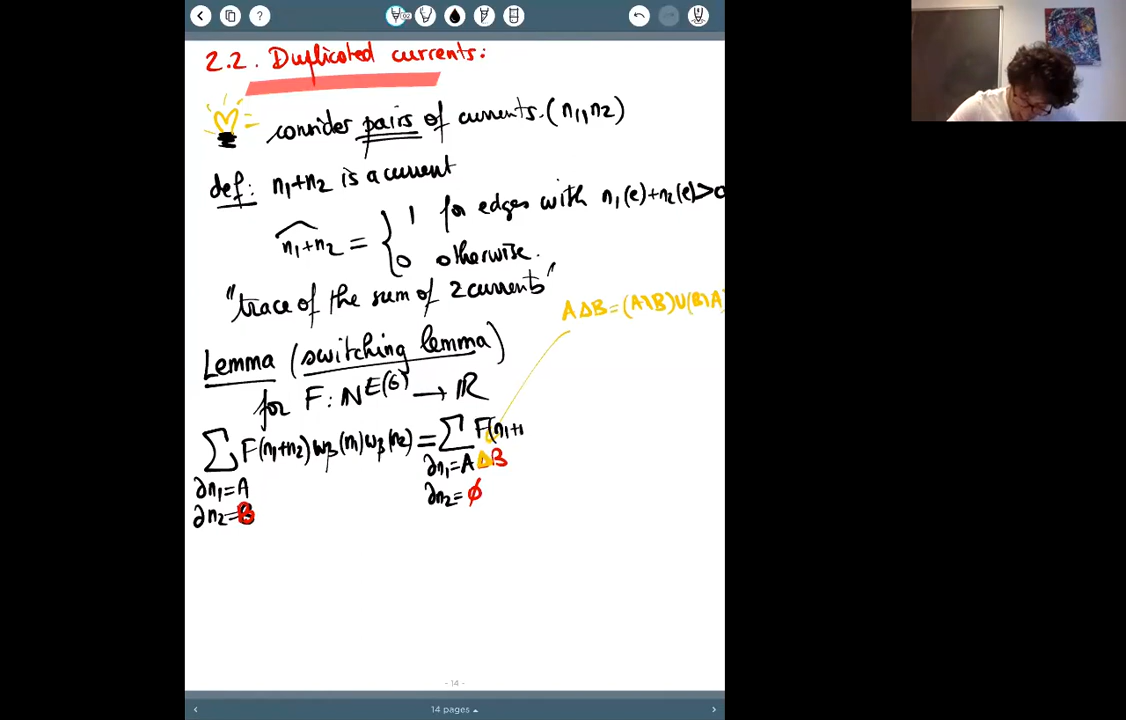 2.2. Duplicated currents:
consider pairs of currents. (n₁,n₂)
def: n₁+n₂ is a current
n₁+n₂ = { 1 for edges with n₁(e)+n₂(e)>0
0 otherwise.
"trace of the sum of 2 currents"
AΔB=(A\B)∪(B\A)
Lemma (switching lemma)
for F: ℕ^E(G) → ℝ
∑ F(n₁+n₂) wβ(n₁) wβ(n₂) = ∑ F(n₁+
∂n₁=A ∂n₁=A Δ B
∂n₂=B ∂n₂=∅
- 14 -
14 pages